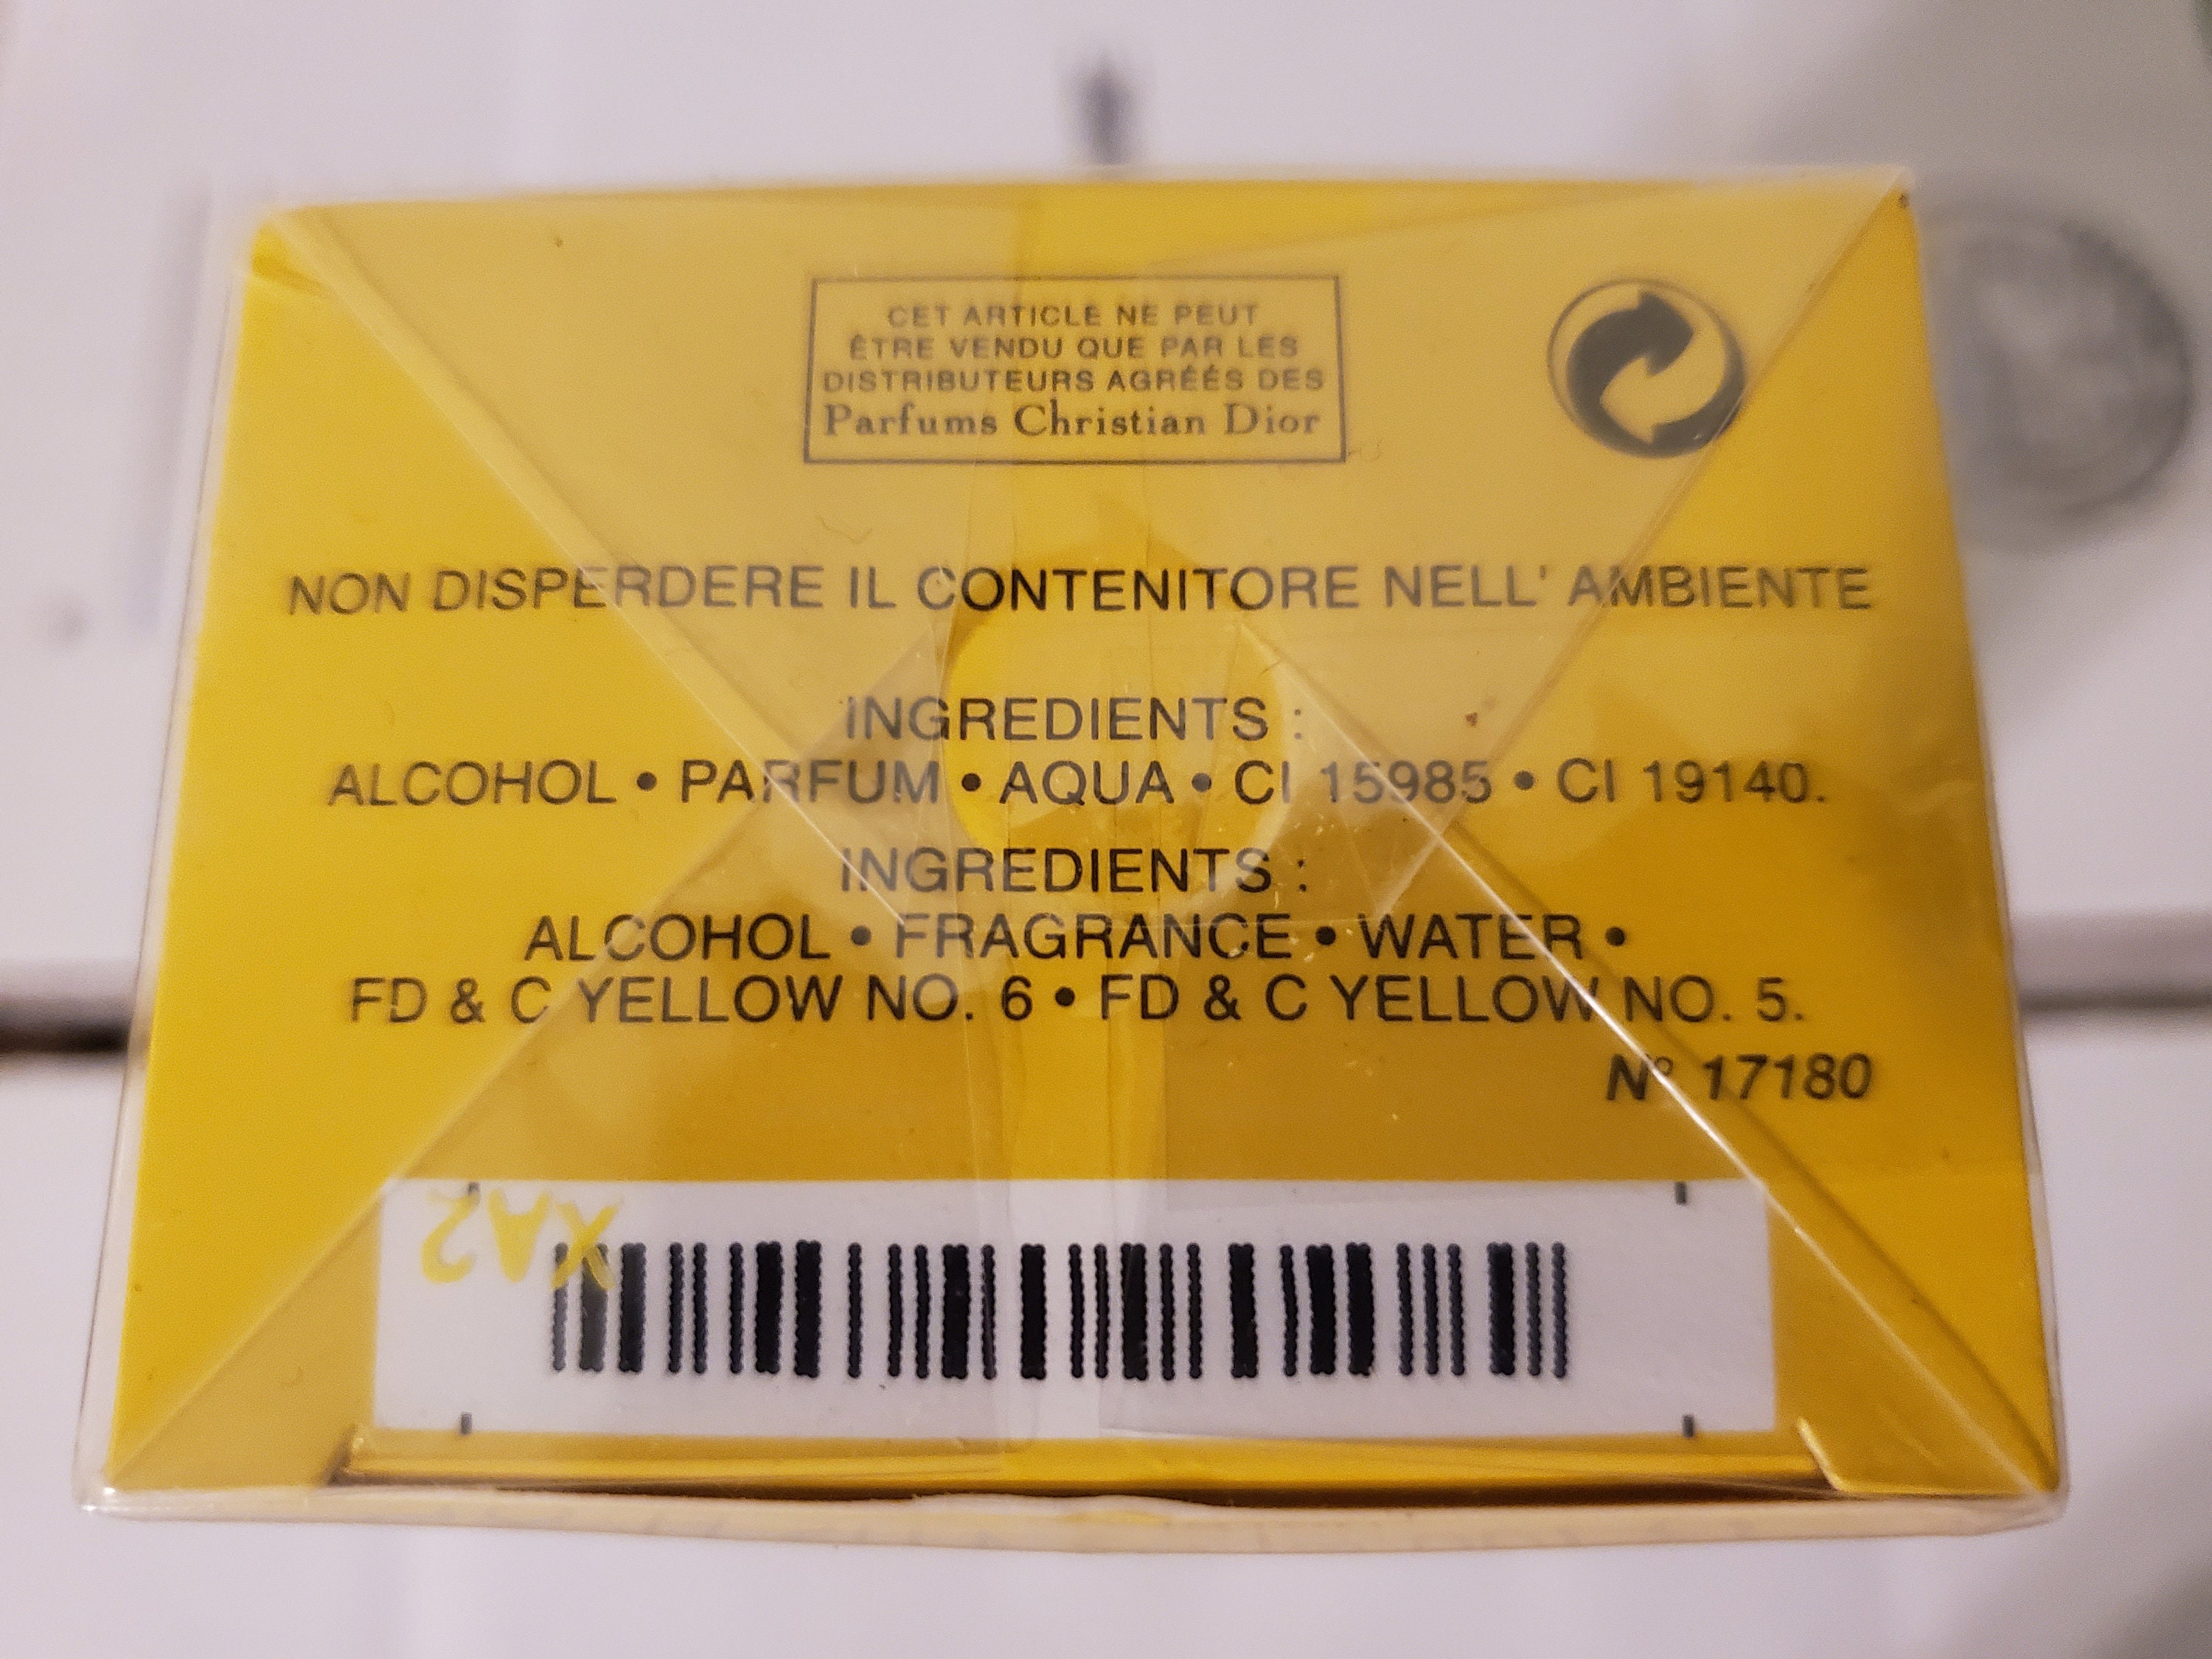 CET ARTICLE NE PEUT
ÊTRE VENDU QUE PAR LES
DISTRIBUTEURS AGRÉÉS DES
Parfums Christian Dior
NON DISPERDERE IL CONTENITORE NELL' AMBIENTE
INGREDIENTS :
ALCOHOL • PARFUM • AQUA • CI 15985 • CI 19140.
INGREDIENTS :
ALCOHOL • FRAGRANCE • WATER •
FD & C YELLOW NO. 6 • FD & C YELLOW NO. 5.
N° 17180
XA2